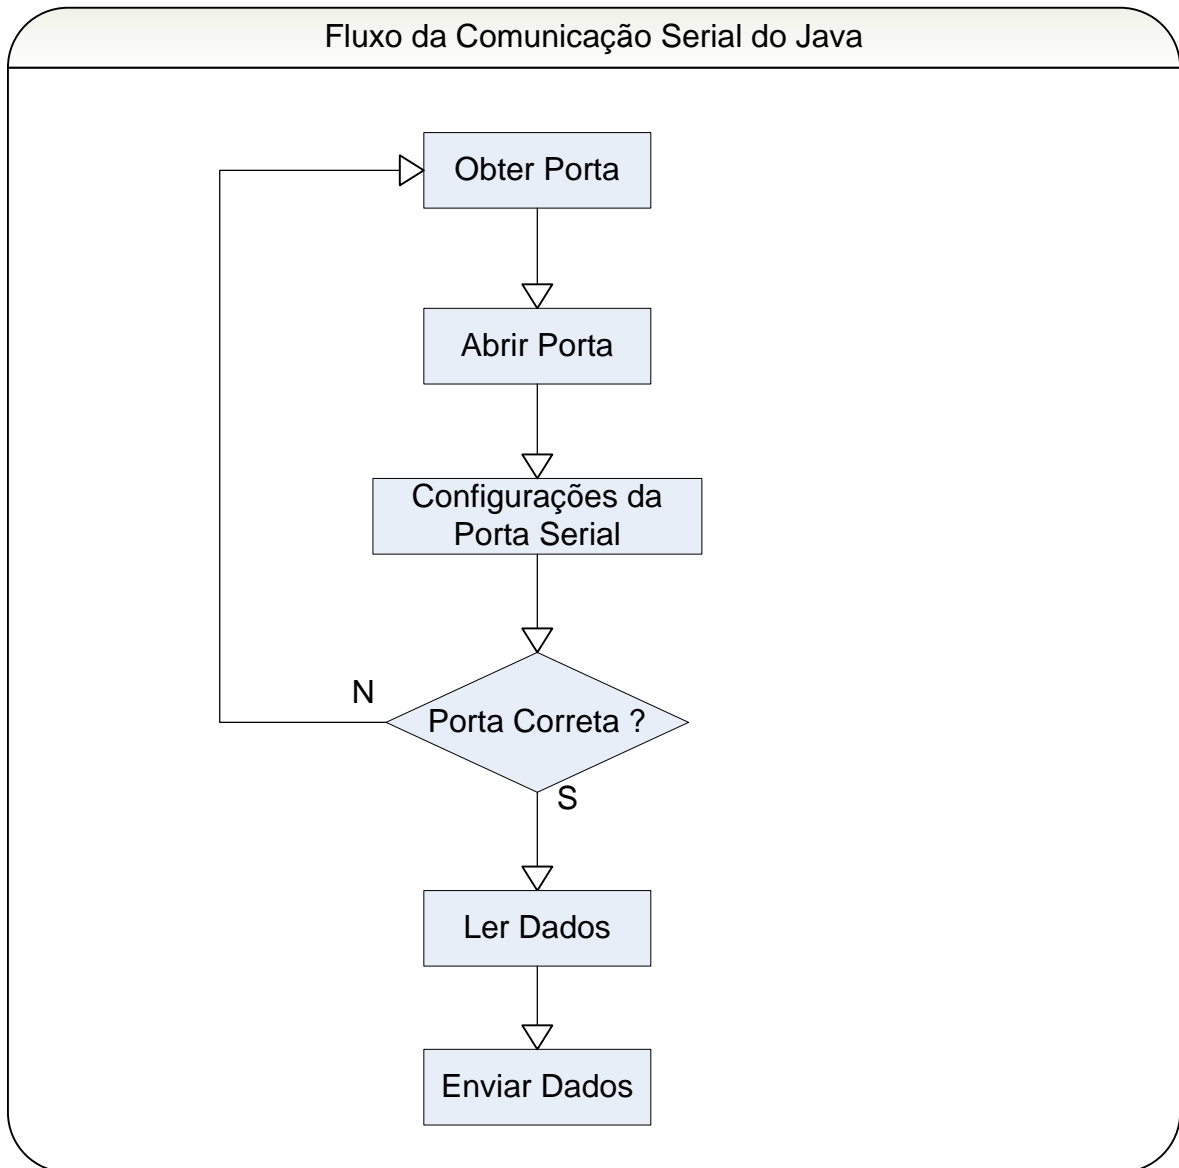 Fluxo da Comunicação Serial do Java
Obter Porta
Abrir Porta
Configurações da
Porta Serial
N
Porta Correta ?
S
Ler Dados
Enviar Dados